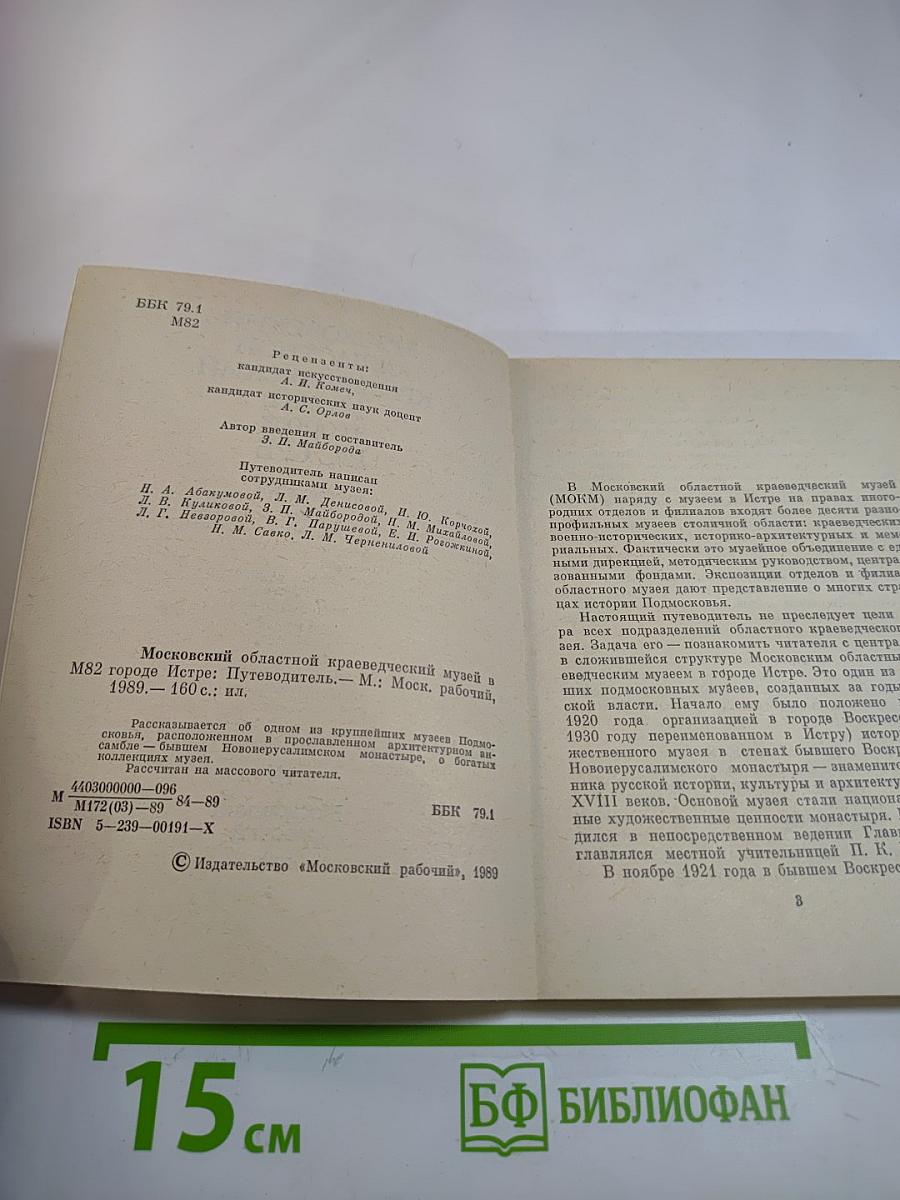 ББК 79.1
М82
Рецензенты:
кандидат искусствоведения
А. И. Комеч,
кандидат исторических наук доцент
А. С. Орлов
Автор введения и составитель
З. П. Майборода
Путеводитель написан
сотрудниками музея:
Н. А. Абакумовой, Л. М. Денисовой, И. Ю. Корчохой,
Л. В. Куликовой, З. П. Майбородой, Н. М. Михайловой,
Л. Г. Невзоровой, В. Г. Парушевой, Е. И. Рогожкиной,
Н. М. Савко, Л. М. Чернениловой
Московский областной краеведческий музей в
М82 городе Истре: Путеводитель.— М.: Моск. рабочий,
1989.— 160 с.: ил.
Рассказывается об одном из крупнейших музеев Подмо-
сковья, расположенном в прославленном архитектурном ан-
самбле — бывшем Новоиерусалимском монастыре, о богатых
коллекциях музея.
Рассчитан на массового читателя.
М 4403000000—096
М172(03)—89 84—89
ББК 79.1
ISBN 5—239—00191—X
© Издательство «Московский рабочий», 1989
В Московский областной краеведческий музей
(МОКМ) наряду с музеем в Истре на правах иного-
родних отделов и филиалов входят более десяти разно-
профильных музеев столичной области: краеведческих
военно-исторических, историко-архитектурных и мем
риальных. Фактически это музейное объединение с ед
ными дирекцией, методическим руководством, центра
зованными фондами. Экспозиции отделов и филиа
областного музея дают представление о многих стра
цах истории Подмосковья.
Настоящий путеводитель не преследует цели
ра всех подразделений областного краеведческог
зея. Задача его — познакомить читателя с центра
в сложившейся структуре Московским областны
еведческим музеем в городе Истре. Это один из
ших подмосковных музеев, созданных за годы
ской власти. Начало ему было положено
1920 года организацией в городе Воскресе
1930 году переименованном в Истру) истор
жественного музея в стенах бывшего Воскр
Новоиерусалимского монастыря — знаменито
ника русской истории, культуры и архитекту
XVIII веков. Основой музея стали национа
ные художественные ценности монастыря.
дился в непосредственном ведении Главн
главлялся местной учительницей П. К.
В ноябре 1921 года в бывшем Воскрес
3
15 см
БФ БИБЛИОФАН